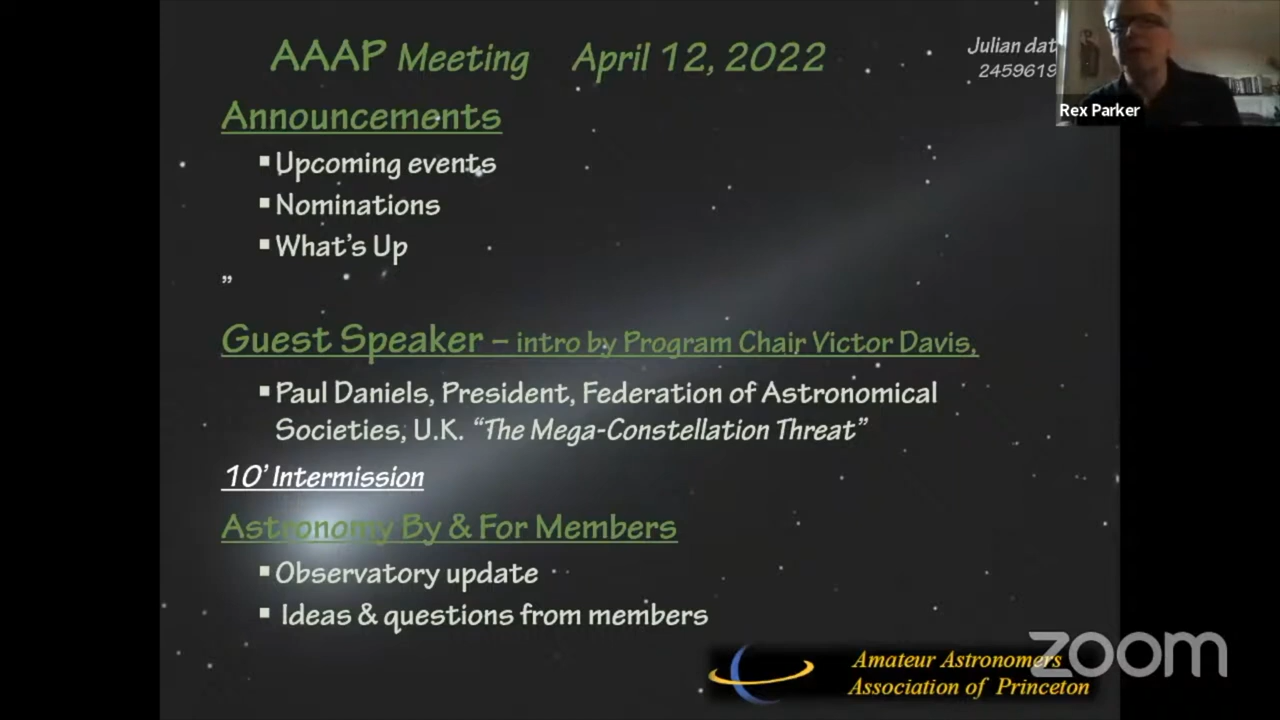 AAAP Meeting April 12, 2022
Julian dat
2459619
Rex Parker
Announcements
▪Upcoming events
▪Nominations
▪What's Up
”
Guest Speaker – intro by Program Chair Victor Davis,
▪Paul Daniels, President, Federation of Astronomical
Societies, U.K. “The Mega-Constellation Threat”
10’ Intermission
Astronomy By & For Members
▪Observatory update
▪ Ideas & questions from members
Amateur Astronomers
Association of Princeton
zoom